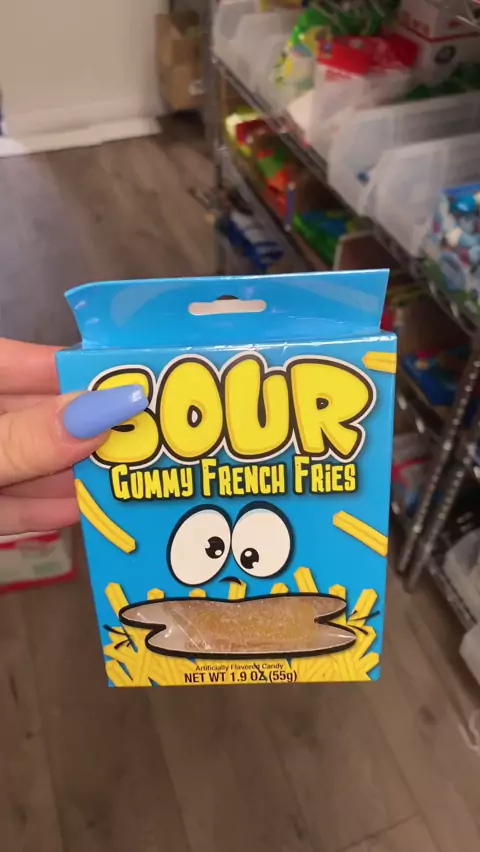 SOUR
GUMMY FRENCH FRIES
Artificially Flavored Candy
NET WT 1.9 OZ (55g)